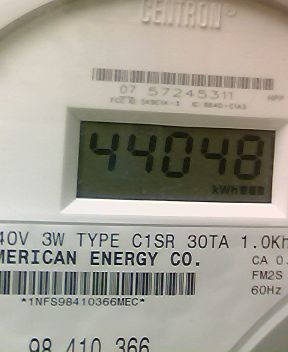 CENTRON
07 57245311
44048
kWh
40V 3W TYPE C1SR 30TA 1.0Kh
MERICAN ENERGY CO.
CA 0.
FM2S
*1NFS98410366MEC*
60Hz
98 410 366